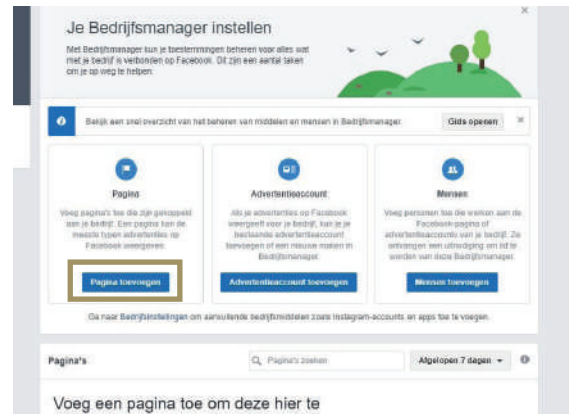 Je Bedrijfsmanager instellen
Met Bedrijfsmanager kun je toestemmingen beheren voor alles wat
met je bedrijf is verbonden op Facebook. Dit zijn een aantal taken
om je op weg te helpen:
Bekijk een snel overzicht van het beheren van middelen en mensen in Bedrijfsmanager.
Gids openen
Pagina
Voeg pagina's toe die zijn gekoppeld
aan je bedrijf. Een pagina kan de
meeste typen advertenties op
Facebook weergeven.
Pagina toevoegen
Advertentieaccount
Als je advertenties op Facebook
weergeeft voor je bedrijf, kun je je
bestaande advertentieaccount
toevoegen of een nieuwe maken in
Bedrijfsmanager.
Advertentieaccount toevoegen
Mensen
Voeg personen toe die werken aan de
Facebook-pagina of
advertentieaccounts van je bedrijf. Ze
ontvangen een uitnodiging om lid te
worden van deze Bedrijfsmanager.
Mensen toevoegen
Ga naar Bedrijfsinstellingen om aanvullende bedrijfsmiddelen zoals Instagram-accounts en apps toe te voegen.
Pagina's
Pagina's zoeken
Afgelopen 7 dagen
Voeg een pagina toe om deze hier te